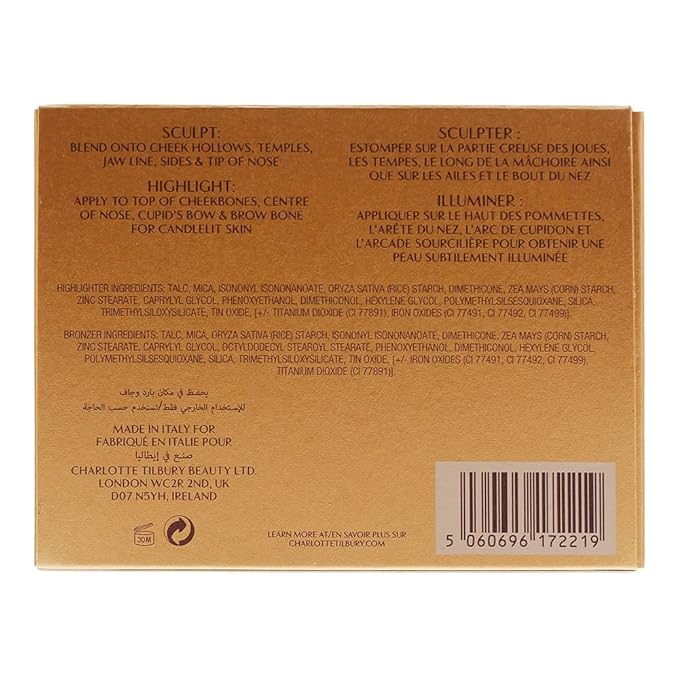 SCULPT:
BLEND ONTO CHEEK HOLLOWS, TEMPLES,
JAW LINE, SIDES & TIP OF NOSE
HIGHLIGHT:
APPLY TO TOP OF CHEEKBONES, CENTRE
OF NOSE, CUPID'S BOW & BROW BONE
FOR CANDLELIT SKIN
SCULPTER :
ESTOMPER SUR LA PARTIE CREUSE DES JOUES,
LES TEMPES, LE LONG DE LA MÂCHOIRE AINSI
QUE SUR LES AILES ET LE BOUT DU NEZ
ILLUMINER :
APPLIQUER SUR LE HAUT DES POMMETTES,
L'ARÊTE DU NEZ, L'ARC DE CUPIDON ET
L'ARCADE SOURCILIÈRE POUR OBTENIR UNE
PEAU SUBTILEMENT ILLUMINÉE
HIGHLIGHTER INGREDIENTS: TALC, MICA, ISONONYL ISONONANOATE, ORYZA SATIVA (RICE) STARCH, DIMETHICONE, ZEA MAYS (CORN) STARCH,
ZINC STEARATE, CAPRYLYL GLYCOL, PHENOXYETHANOL, DIMETHICONOL, HEXYLENE GLYCOL, POLYMETHYLSILSESQUIOXANE, SILICA,
TRIMETHYLSILOXYSILICATE, TIN OXIDE, [+/- TITANIUM DIOXIDE (CI 77891), IRON OXIDES (CI 77491, CI 77492, CI 77499)].
BRONZER INGREDIENTS: TALC, MICA, ORYZA SATIVA (RICE) STARCH, ISONONYL ISONONANOATE, DIMETHICONE, ZEA MAYS (CORN) STARCH,
ZINC STEARATE, CAPRYLYL GLYCOL, OCTYLDODECYL STEAROYL STEARATE, PHENOXYETHANOL, DIMETHICONOL, HEXYLENE GLYCOL,
POLYMETHYLSILSESQUIOXANE, SILICA, TRIMETHYLSILOXYSILICATE, TIN OXIDE, [+/- IRON OXIDES (CI 77491, CI 77492, CI 77499),
TITANIUM DIOXIDE (CI 77891)].
يحفظ في مكان بارد وجاف
للإستخدام الخارجي فقط/تستخدم حسب الحاجة
MADE IN ITALY FOR
FABRIQUÉ EN ITALIE POUR
صنع في إيطاليا
CHARLOTTE TILBURY BEAUTY LTD.
LONDON WC2R 2ND, UK
D07 N5YH, IRELAND
30M
LEARN MORE AT/EN SAVOIR PLUS SUR
CHARLOTTETILBURY.COM
5 060696 172219